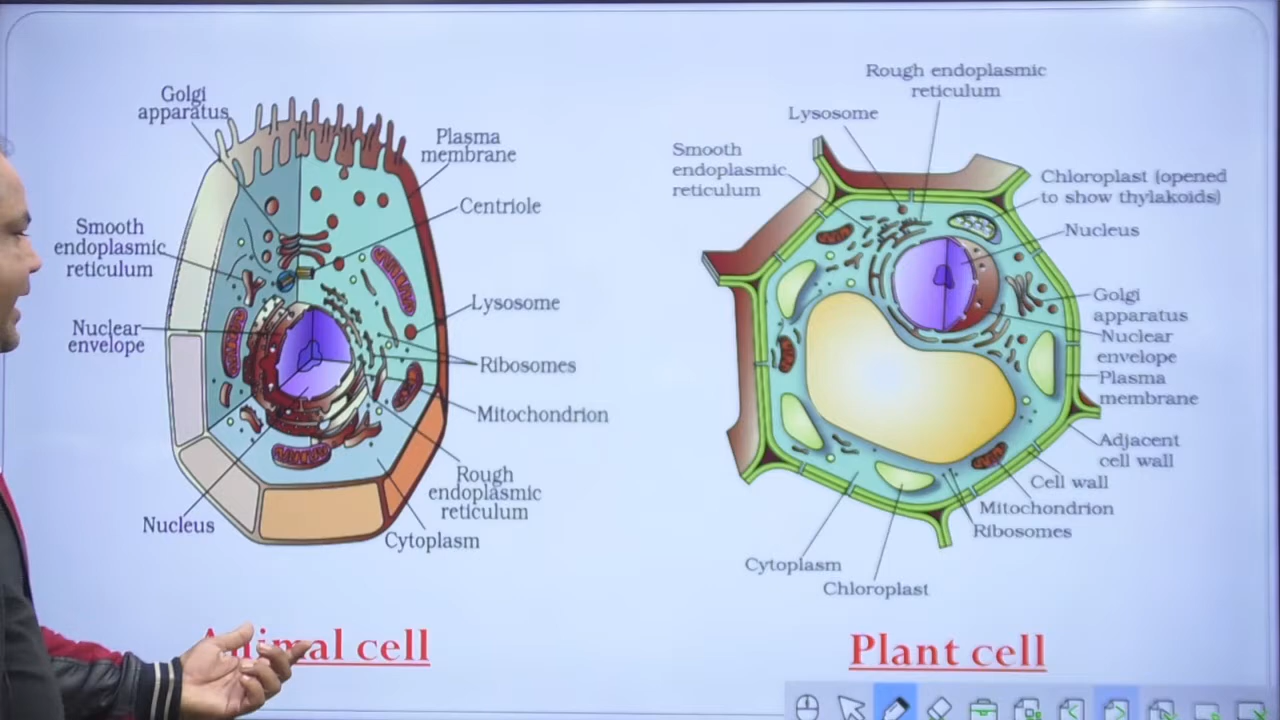 Golgi
apparatus
Plasma
membrane
Centriole
Smooth
endoplasmic
reticulum
Lysosome
Nuclear
envelope
Ribosomes
Mitochondrion
Rough
endoplasmic
reticulum
Nucleus
Cytoplasm
Animal cell
Rough endoplasmic
reticulum
Lysosome
Smooth
endoplasmic
reticulum
Chloroplast (opened
to show thylakoids)
Nucleus
Golgi
apparatus
Nuclear
envelope
Plasma
membrane
Adjacent
cell wall
Cell wall
Mitochondrion
Ribosomes
Cytoplasm
Chloroplast
Plant cell